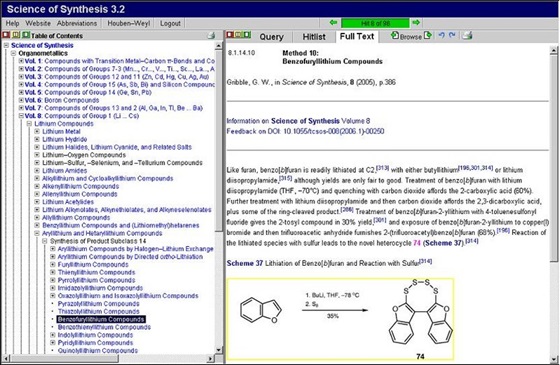 Science of Synthesis 3.2
Help Website Abbreviations Houben–Weyl Logout
Hit 8 of 96
Table of Contents
Science of Synthesis
Organometallics
Vol. 1: Compounds with Transition Metal–Carbon π-Bonds and Co
Vol. 2: Compounds of Groups 7-3 (Mn..., Cr..., V..., Ti..., Sc..., La...,
Vol. 3: Compounds of Groups 12 and 11 (Zn, Cd, Hg, Cu, Ag, Au)
Vol. 4: Compounds of Group 15 (As, Sb, Bi) and Silicon Compound
Vol. 5: Compounds of Group 14 (Ge, Sn, Pb)
Vol. 6: Boron Compounds
Vol. 7: Compounds of Groups 13 and 2 (Al, Ga, In, Tl, Be ... Ba)
Vol. 8: Compounds of Group 1 (Li ... Cs)
Lithium Compounds
Lithium Metal
Lithium Hydride
Lithium Halides, Lithium Cyanide, and Related Salts
Lithium–Oxygen Compounds
Lithium–Sulfur, –Selenium, and –Tellurium Compounds
Lithium Amides
Alkyllithium and Cycloalkyllithium Compounds
Alkenyllithium Compounds
Allenyllithium Compounds
Lithium Acetylides
Lithium Alkynolates, Alkynethiolates, and Alkyneselenolates
Allyllithium Compounds
Benzyllithium Compounds and (Lithiomethyl)hetarenes
Aryllithium and Hetaryllithium Compounds
Synthesis of Product Subclass 14
Aryllithium Compounds by Halogen–Lithium Exchange
Aryllithium Compounds by Directed ortho-Lithiation
Furyllithium Compounds
Thienyllithium Compounds
Pyrrolyllithium Compounds
Imidazolyllithium Compounds
Oxazolyllithium and Isoxazolyllithium Compounds
Pyrazolyllithium Compounds
Thiazolyllithium Compounds
Benzofuryllithium Compounds
Benzothienyllithium Compounds
Indolyllithium Compounds
Pyridyllithium Compounds
Quinolyllithium Compounds
Query Hitlist Full Text Browse
8.1.14.10 Method 10:
Benzofuryllithium Compounds
Gribble, G. W., in Science of Synthesis, 8 (2005), p.386
Information on Science of Synthesis Volume 8
Feedback on DOI: 10.1055/tcsos-008(2006.1)-00250
Like furan, benzo[b]furan is readily lithiated at C2,[313] with either butyllithium[196,301,314] or lithium
diisopropylamide,[315] although yields are only fair to good. Treatment of benzo[b]furan with lithium
diisopropylamide (THF, –70°C) and quenching with carbon dioxide affords the 2-carboxylic acid (60%).
Further treatment with lithium diisopropylamide and then carbon dioxide affords the 2,3-dicarboxylic acid,
plus some of the ring-cleaved product.[288] Treatment of benzo[b]furan-2-yllithium with 4-toluenesulfonyl
fluoride gives the 2-tosyl compound in 30% yield,[301] and exposure of benzo[b]furan-2-yllithium to copper(I)
bromide and then trifluoroacetic anhydride furnishes 2-(trifluoroacetyl)benzo[b]furan (68%).[196] Reaction of
the lithiated species with sulfur leads to the novel heterocycle 74 (Scheme 37).[314]
Scheme 37 Lithiation of Benzo[b]furan and Reaction with Sulfur[314]
1. BuLi, THF, –78 °C
2. S8
35%
O
S S S S
O O
74